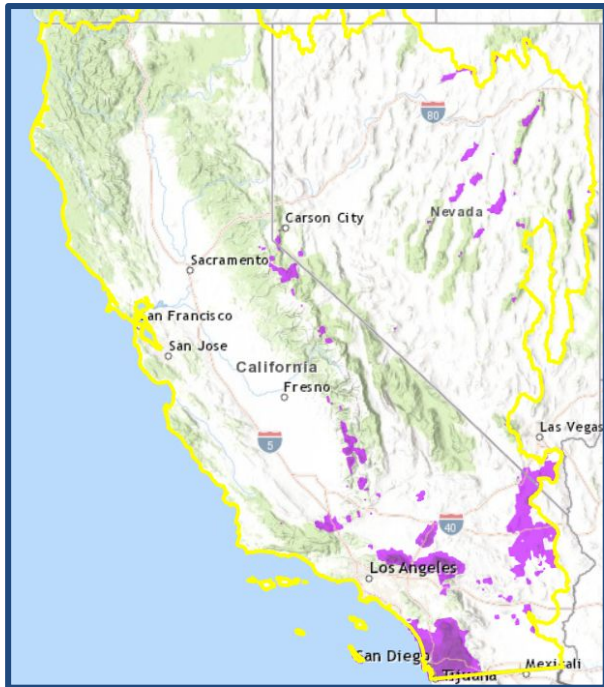 80
Carson City
Nevada
Sacramento
San Francisco
San Jose
California
Fresno
5
Las Vegas
40
Los Angeles
San Diego
Tijuana
Mexicali